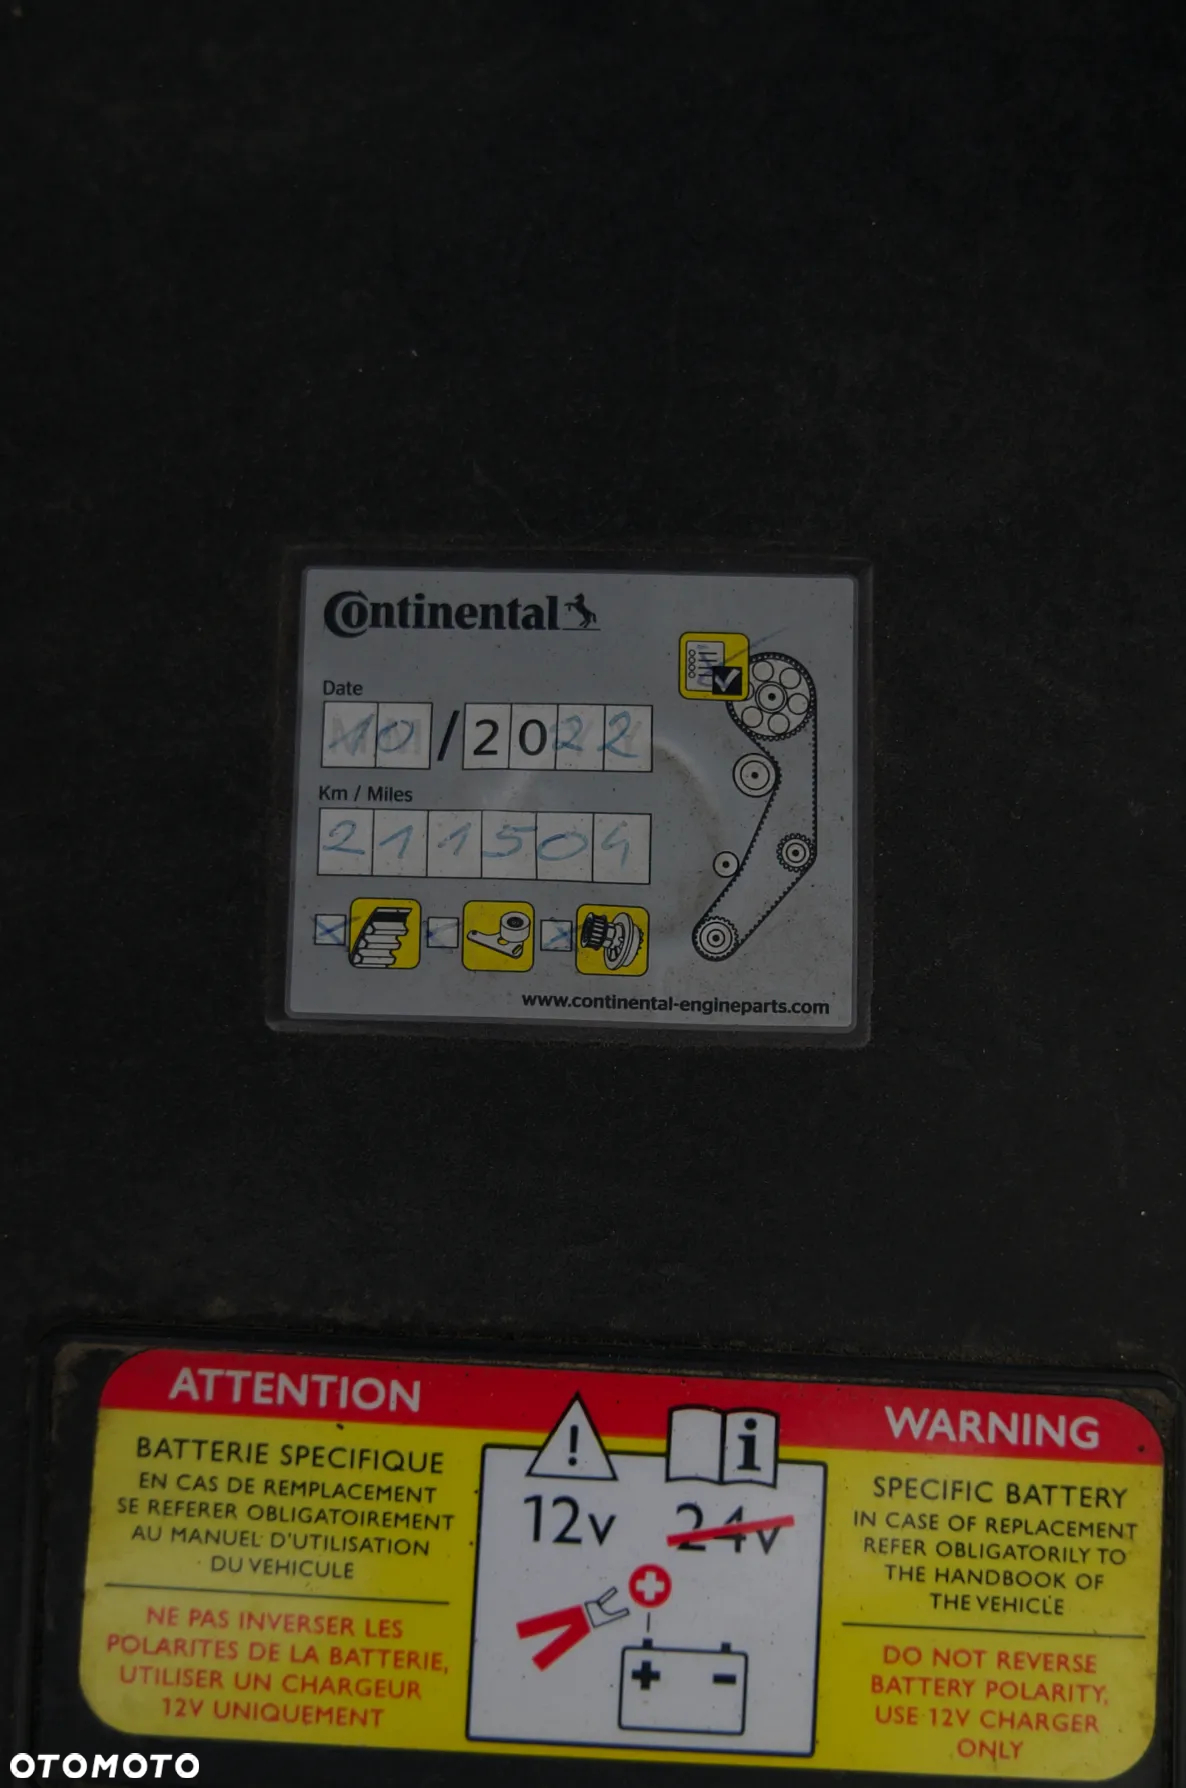 Continental
Date
10/2022
Km / Miles
211504
www.continental-engineparts.com
ATTENTION
BATTERIE SPECIFIQUE
EN CAS DE REMPLACEMENT
SE REFERER OBLIGATOIREMENT
AU MANUEL D'UTILISATION
DU VEHICULE
NE PAS INVERSER LES
POLARITES DE LA BATTERIE,
UTILISER UN CHARGEUR
12V UNIQUEMENT
i
12v 24v
WARNING
SPECIFIC BATTERY
IN CASE OF REPLACEMENT
REFER OBLIGATORILY TO
THE HANDBOOK OF
THE VEHICLE
DO NOT REVERSE
BATTERY POLARITY,
USE 12V CHARGER
ONLY
OTOMOTO